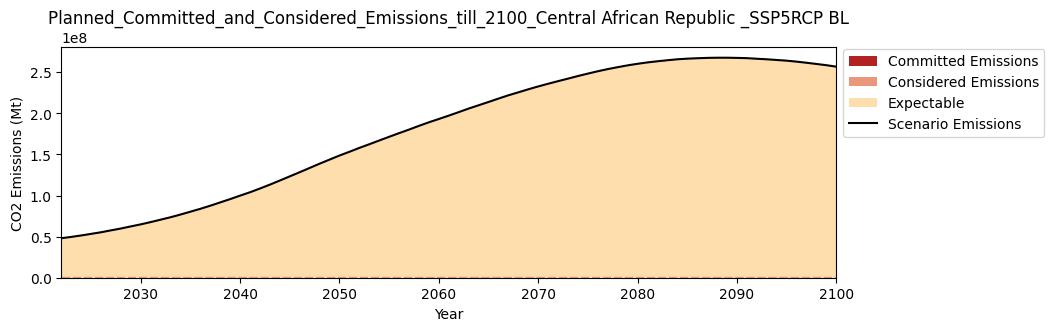 Planned_Committed_and_Considered_Emissions_till_2100_Central African Republic _SSP5RCP BL
1e8
2.5
2.0
1.5
1.0
0.5
0.0
CO2 Emissions (Mt)
2030 2040 2050 2060 2070 2080 2090 2100
Year
Committed Emissions
Considered Emissions
Expectable
Scenario Emissions